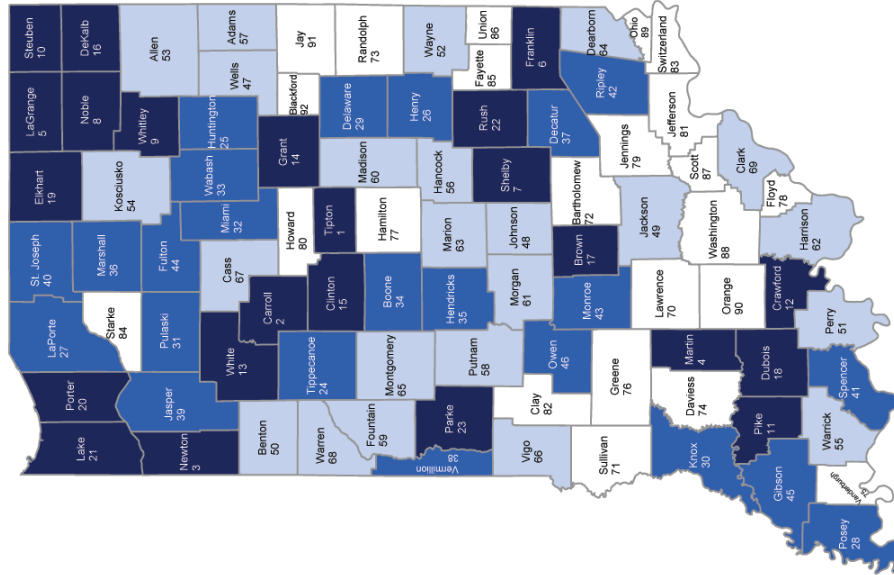 Lake
21
Porter
20
LaPorte
27
St. Joseph
40
Elkhart
19
LaGrange
5
Steuben
10
Starke
84
Marshall
36
Noble
8
DeKalb
16
Newton
3
Jasper
39
Pulaski
31
Fulton
44
Kosciusko
54
Whitley
9
Allen
53
Benton
50
White
13
Cass
67
Miami
32
Wabash
33
Huntington
25
Wells
47
Adams
57
Carroll
2
Warren
68
Tippecanoe
24
Clinton
15
Howard
80
Tipton
1
Grant
14
Blackford
92
Jay
91
Fountain
59
Montgomery
65
Boone
34
Hamilton
77
Madison
60
Delaware
29
Randolph
73
Vermillion
38
Parke
23
Putnam
58
Hendricks
35
Marion
63
Hancock
56
Henry
26
Wayne
52
Vigo
66
Clay
82
Owen
46
Morgan
61
Johnson
48
Shelby
7
Rush
22
Fayette
85
Union
86
Sullivan
71
Greene
76
Monroe
43
Brown
17
Bartholomew
72
Decatur
37
Franklin
6
Knox
30
Daviess
74
Martin
4
Lawrence
70
Jackson
49
Jennings
79
Ripley
42
Dearborn
64
Ohio
89
Switzerland
83
Jefferson
81
Scott
87
Washington
88
Orange
90
Clark
69
Floyd
78
Harrison
62
Crawford
12
Dubois
18
Pike
11
Gibson
45
Posey
28
Vanderburgh
75
Warrick
55
Spencer
41
Perry
51